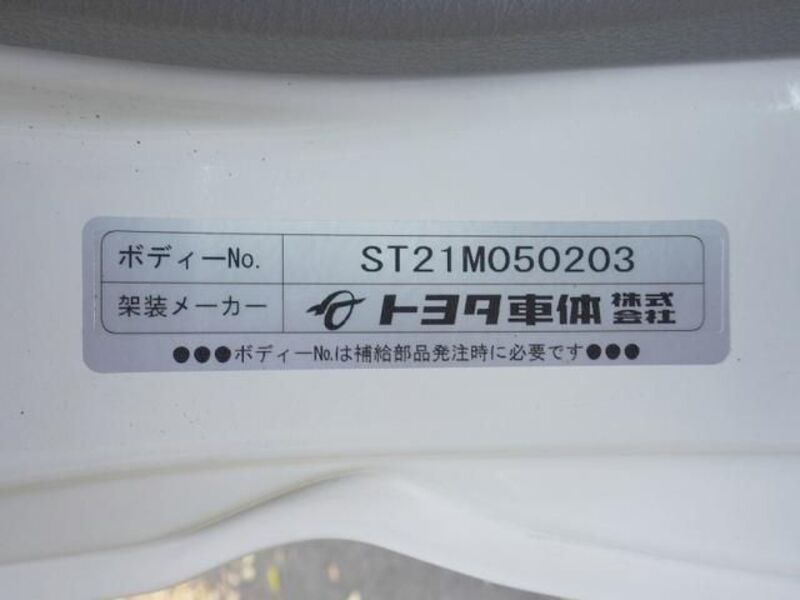 ボディーNo. ST21M050203
架装メーカー トヨタ車体 株式会社
●●●ボディーNo.は補給部品発注時に必要です●●●